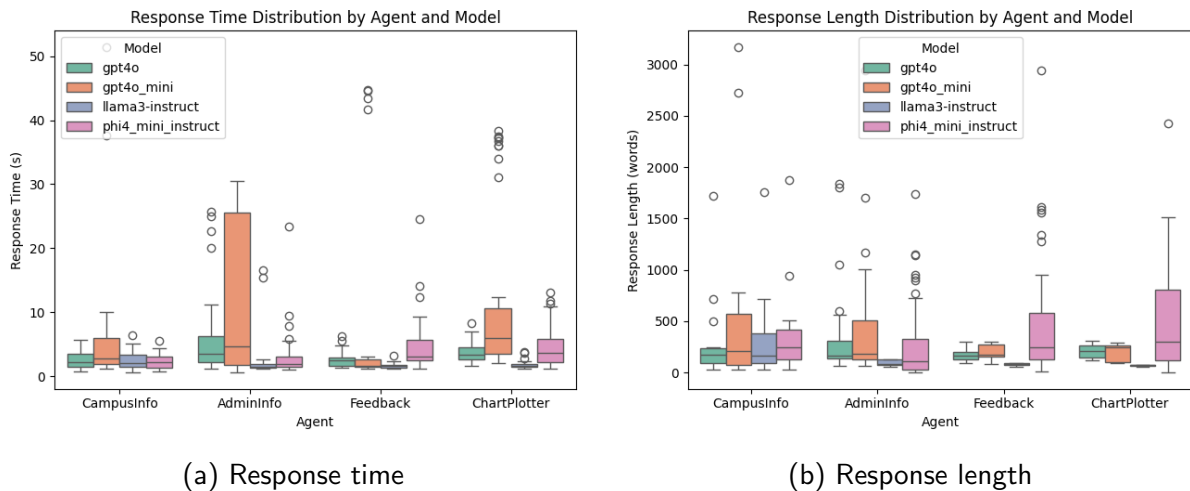 Response Time Distribution by Agent and Model
50
40
30
20
10
0
Response Time (s)
Model
gpt4o
gpt4o_mini
llama3-instruct
phi4_mini_instruct
CampusInfo AdminInfo Feedback ChartPlotter
Agent
(a) Response time
Response Length Distribution by Agent and Model
3000
2500
2000
1500
1000
500
0
Response Length (words)
Model
gpt4o
gpt4o_mini
llama3-instruct
phi4_mini_instruct
CampusInfo AdminInfo Feedback ChartPlotter
Agent
(b) Response length